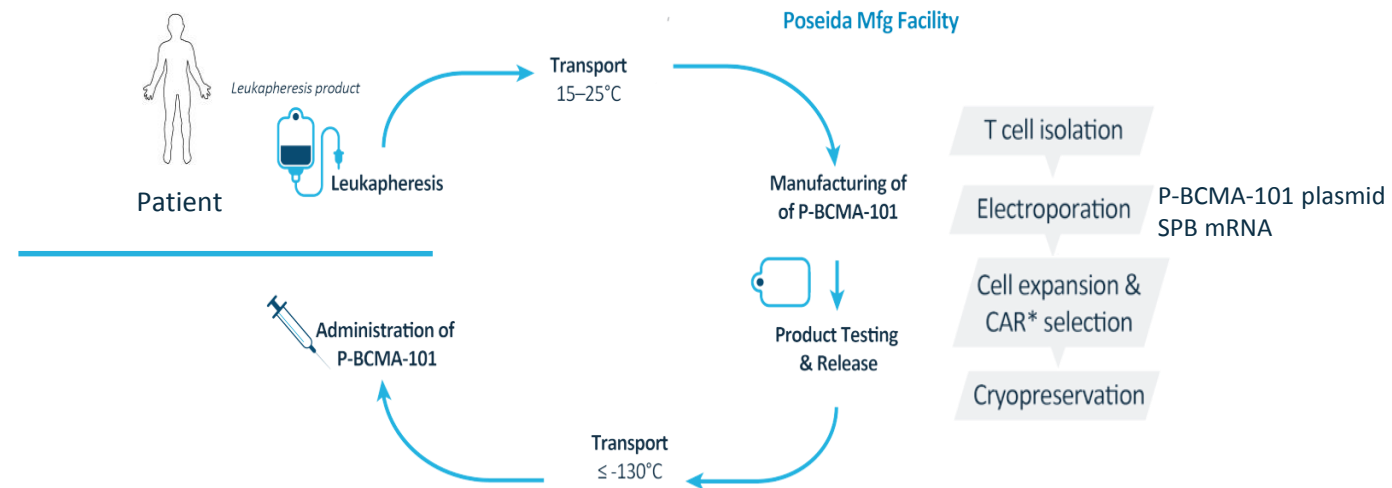 Poseida Mfg Facility
Leukapheresis product
Leukapheresis
Patient
Transport
15–25°C
Manufacturing of
of P-BCMA-101
Product Testing
& Release
Transport
≤ -130°C
Administration of
P-BCMA-101
T cell isolation
Electroporation
P-BCMA-101 plasmid
SPB mRNA
Cell expansion &
CAR* selection
Cryopreservation